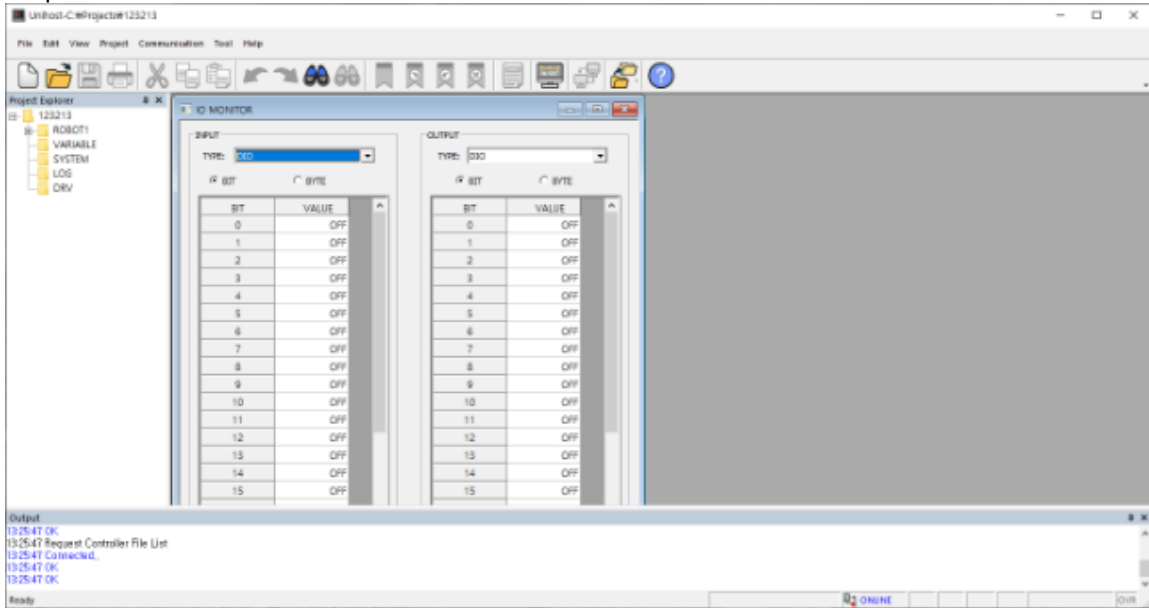 Unihost-C:₩Projects₩123213
File Edit View Project Communication Tool Help
Project Explorer
123213
ROBOT1
VARIABLE
SYSTEM
LOG
DRV
IO MONITOR
INPUT
TYPE: DIO
BIT BYTE
BIT VALUE
0 OFF
1 OFF
2 OFF
3 OFF
4 OFF
5 OFF
6 OFF
7 OFF
8 OFF
9 OFF
10 OFF
11 OFF
12 OFF
13 OFF
14 OFF
15 OFF
OUTPUT
TYPE: DIO
BIT BYTE
BIT VALUE
0 OFF
1 OFF
2 OFF
3 OFF
4 OFF
5 OFF
6 OFF
7 OFF
8 OFF
9 OFF
10 OFF
11 OFF
12 OFF
13 OFF
14 OFF
15 OFF
Output
13:25:47 OK
13:25:47 Request Controller File List
13:25:47 Connected,,
13:25:47 OK
13:25:47 OK
Ready ONLINE OVR